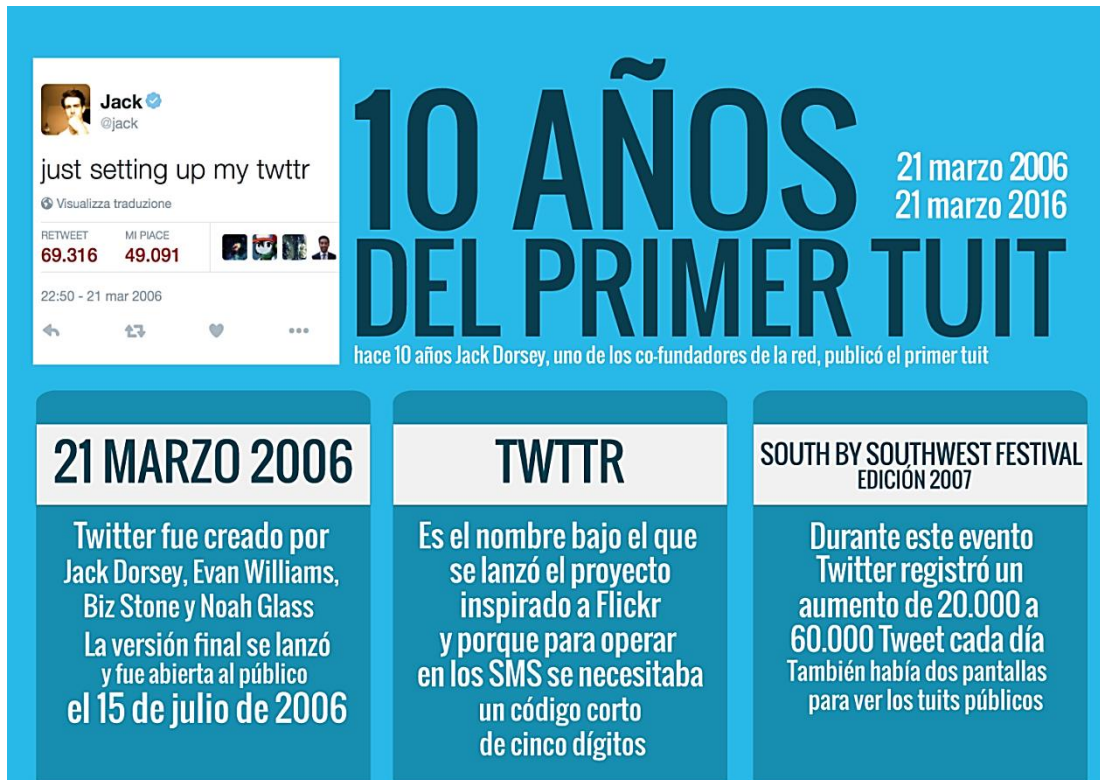 Jack
@jack
just setting up my twttr
Visualizza traduzione
RETWEET MI PIACE
69.316 49.091
22:50 - 21 mar 2006
10 AÑOS
DEL PRIMER TUIT
21 marzo 2006
21 marzo 2016
hace 10 años Jack Dorsey, uno de los co-fundadores de la red, publicó el primer tuit
21 MARZO 2006
Twitter fue creado por
Jack Dorsey, Evan Williams,
Biz Stone y Noah Glass
La versión final se lanzó
y fue abierta al público
el 15 de julio de 2006
TWTTR
Es el nombre bajo el que
se lanzó el proyecto
inspirado a Flickr
y porque para operar
en los SMS se necesitaba
un código corto
de cinco dígitos
SOUTH BY SOUTHWEST FESTIVAL
EDICIÓN 2007
Durante este evento
Twitter registró un
aumento de 20.000 a
60.000 Tweet cada día
También había dos pantallas
para ver los tuits públicos